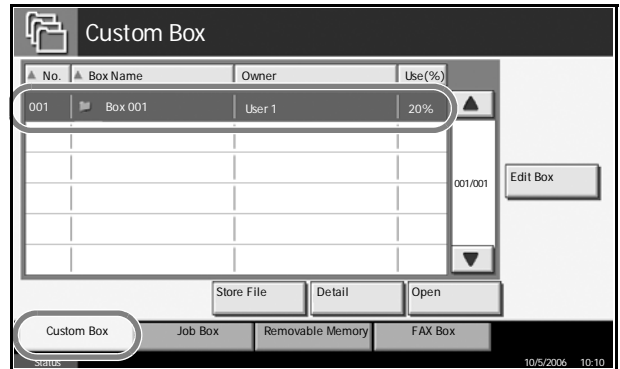 Custom Box
No. Box Name Owner Use(%)
001 Box 001 User 1 20%
001/001
Edit Box
Store File Detail Open
Custom Box Job Box Removable Memory FAX Box
Status 10/5/2006 10:10